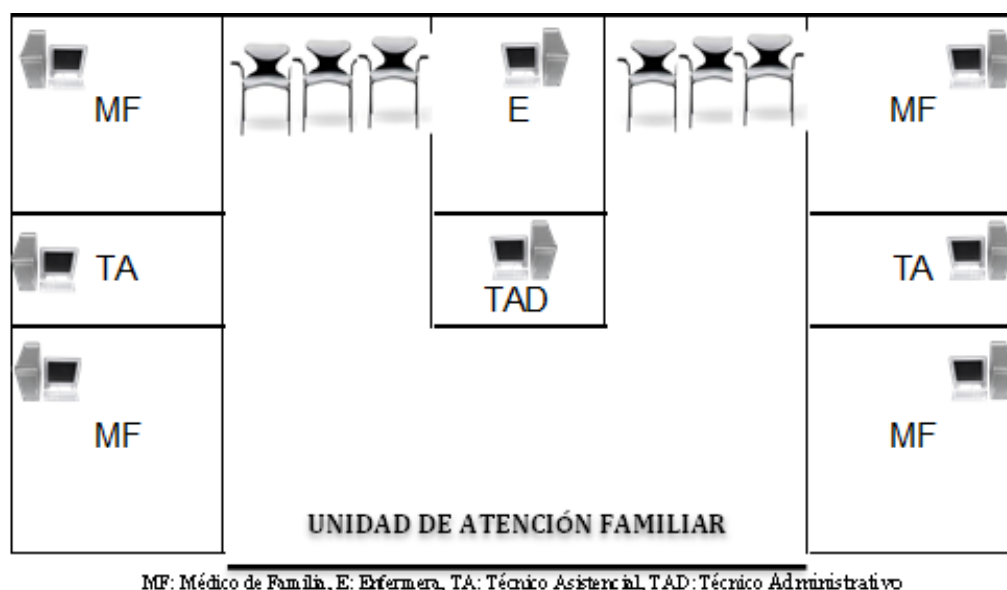 MF E MF
TA TAD TA
MF MF
UNIDAD DE ATENCIÓN FAMILIAR
MF: Médico de Familia, E: Enfermera, TA: Técnico Asistencial, TAD: Técnico Administrativo